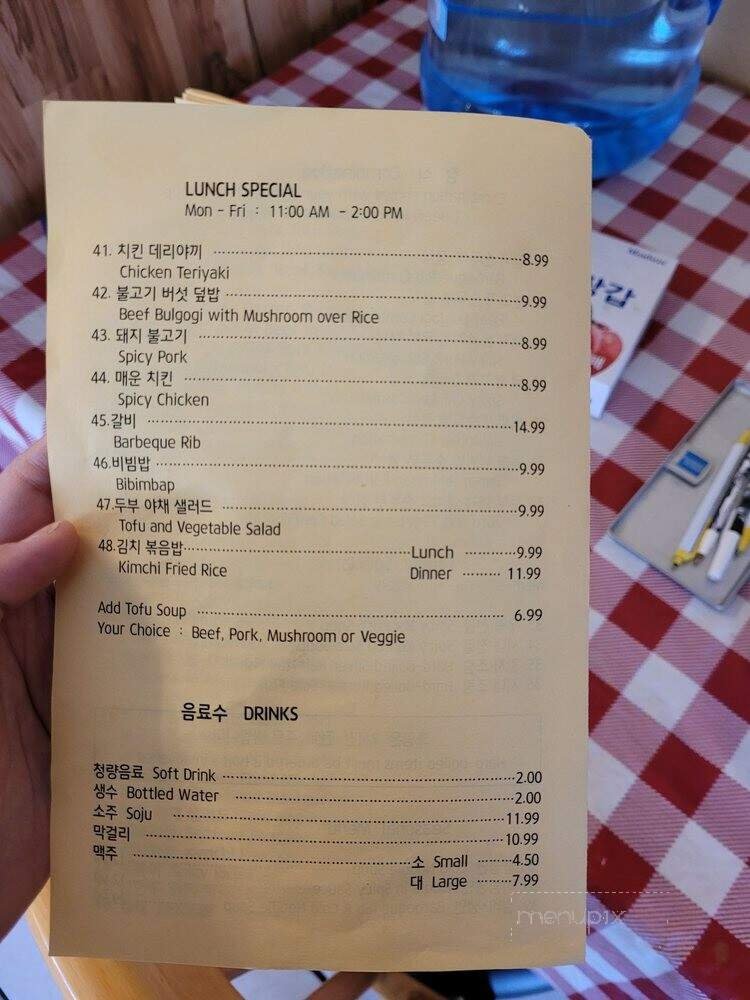 LUNCH SPECIAL
Mon - Fri : 11:00 AM - 2:00 PM
41. 치킨 데리야끼 8.99
Chicken Teriyaki
42. 불고기 버섯 덮밥 9.99
Beef Bulgogi with Mushroom over Rice
43. 돼지 불고기 8.99
Spicy Pork
44. 매운 치킨 8.99
Spicy Chicken
45.갈비 14.99
Barbeque Rib
46.비빔밥 9.99
Bibimbap
47.두부 야채 샐러드 9.99
Tofu and Vegetable Salad
48.김치 볶음밥 Lunch 9.99
Kimchi Fried Rice Dinner 11.99
Add Tofu Soup 6.99
Your Choice : Beef, Pork, Mushroom or Veggie
음료수 DRINKS
청량음료 Soft Drink 2.00
생수 Bottled Water 2.00
소주 Soju 11.99
막걸리 10.99
맥주 소 Small 4.50
대 Large 7.99
menupix